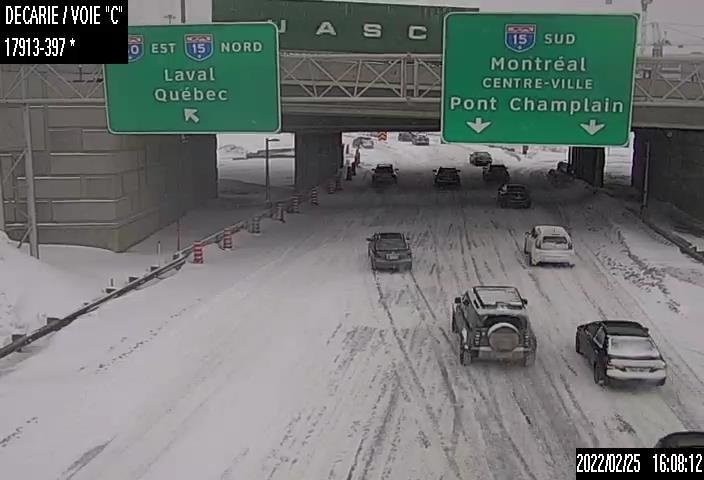 DECARIE / VOIE "C"
17913-397 *
EST 15 NORD
Laval
Québec
JASC
15 SUD
Montréal
CENTRE-VILLE
Pont Champlain
2022/02/25 16:08:12